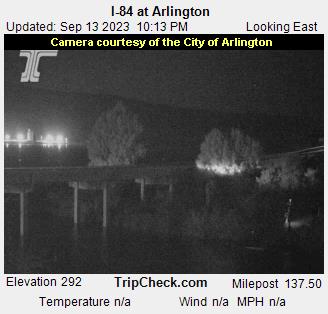 I-84 at Arlington
Updated: Sep 13 2023 10:13 PM Looking East
Camera courtesy of the City of Arlington
Elevation 292 TripCheck.com Milepost 137.50
Temperature n/a Wind n/a MPH n/a